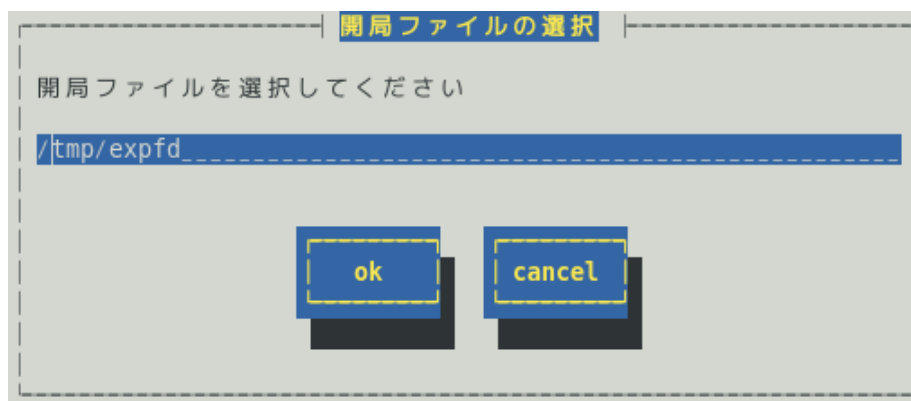 開局ファイルの選択
開局ファイルを選択してください
/tmp/expfd____________________________________________________
ok
cancel